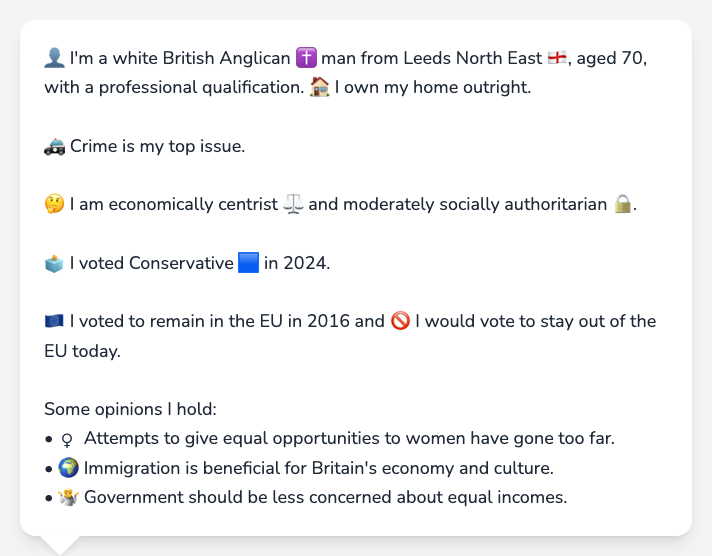 👤 I'm a white British Anglican ✝️ man from Leeds North East 🏴󠁧󠁢󠁥󠁮󠁧󠁿, aged 70,
with a professional qualification. 🏠 I own my home outright.
🚓 Crime is my top issue.
🤔 I am economically centrist ⚖️ and moderately socially authoritarian 🔒.
🗳️ I voted Conservative 🟦 in 2024.
🇪🇺 I voted to remain in the EU in 2016 and 🚫 I would vote to stay out of the
EU today.
Some opinions I hold:
• ♀️ Attempts to give equal opportunities to women have gone too far.
• 🌍 Immigration is beneficial for Britain's economy and culture.
• 🤷 Government should be less concerned about equal incomes.